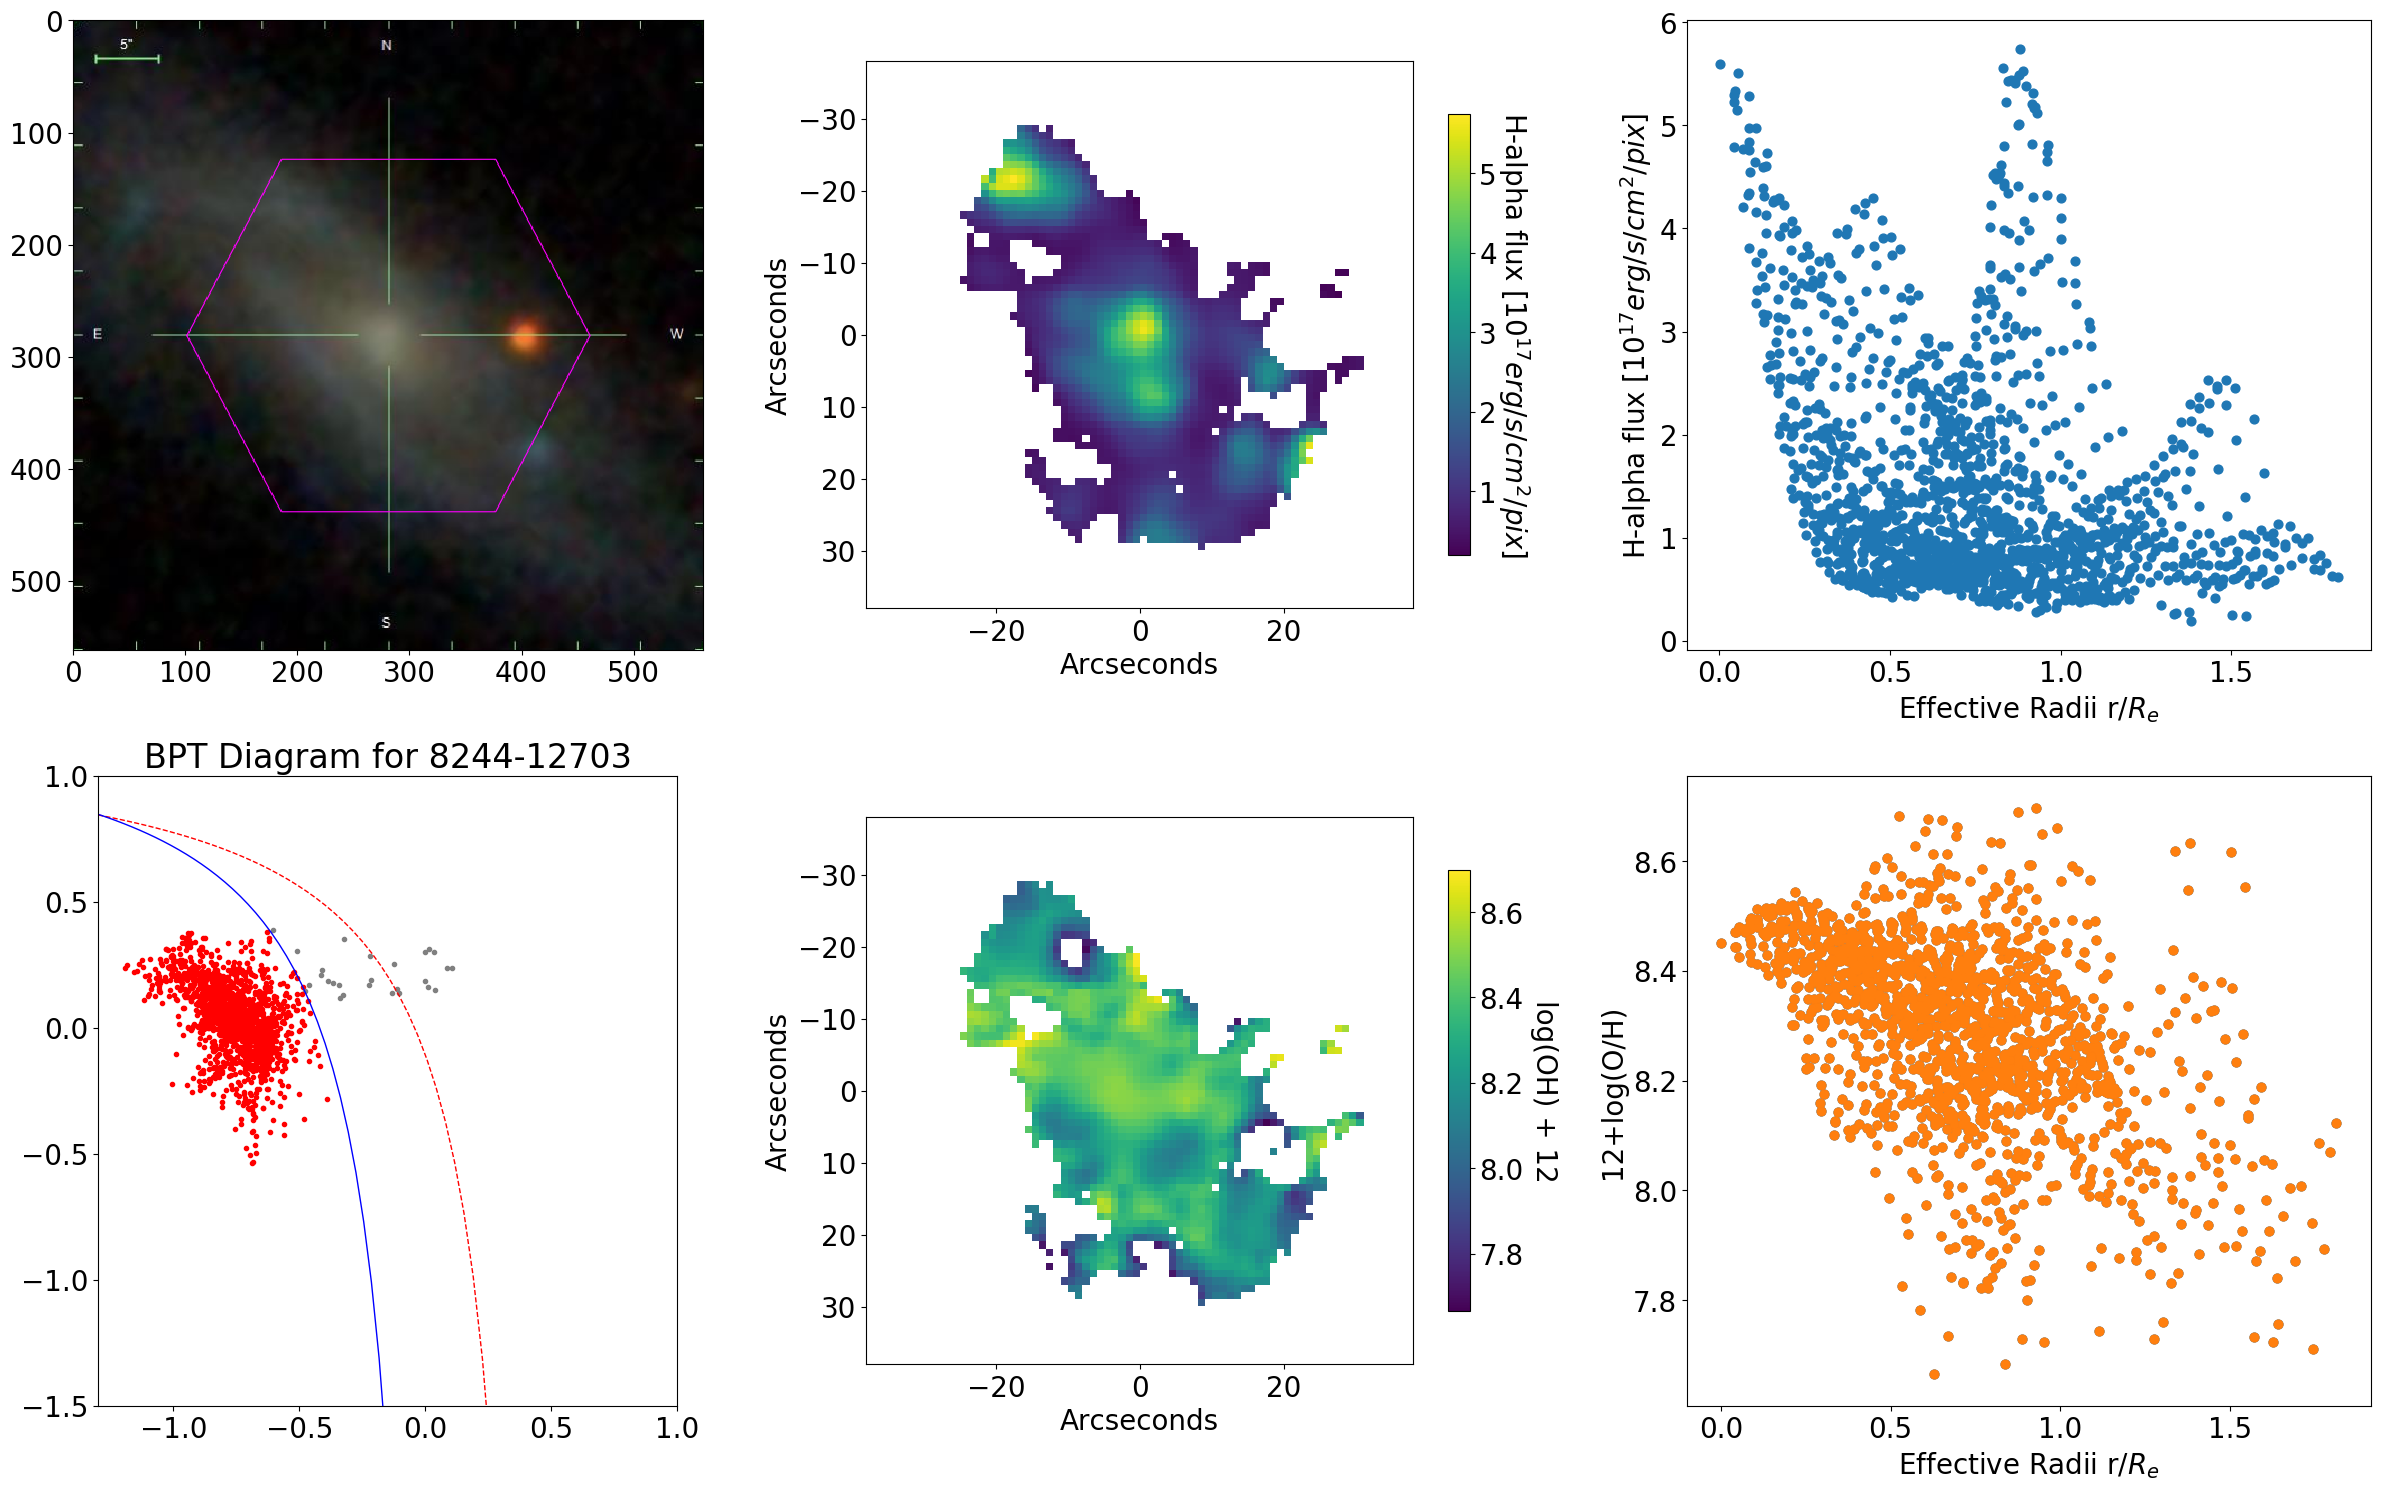 0
100
200
300
400
500
0 100 200 300 400 500
5"
N
E
W
S
Arcseconds
−30
−20
−10
0
10
20
30
−20 0 20
Arcseconds
5
4
3
2
1
H-alpha flux [10^17 erg/s/cm^2/pix]
H-alpha flux [10^17 erg/s/cm^2/pix]
6
5
4
3
2
1
0
0.0 0.5 1.0 1.5
Effective Radii r/R_e
BPT Diagram for 8244-12703
1.0
0.5
0.0
−0.5
−1.0
−1.5
−1.0 −0.5 0.0 0.5 1.0
Arcseconds
−30
−20
−10
0
10
20
30
−20 0 20
Arcseconds
8.6
8.4
8.2
8.0
7.8
log(OH) + 12
12+log(O/H)
8.6
8.4
8.2
8.0
7.8
0.0 0.5 1.0 1.5
Effective Radii r/R_e